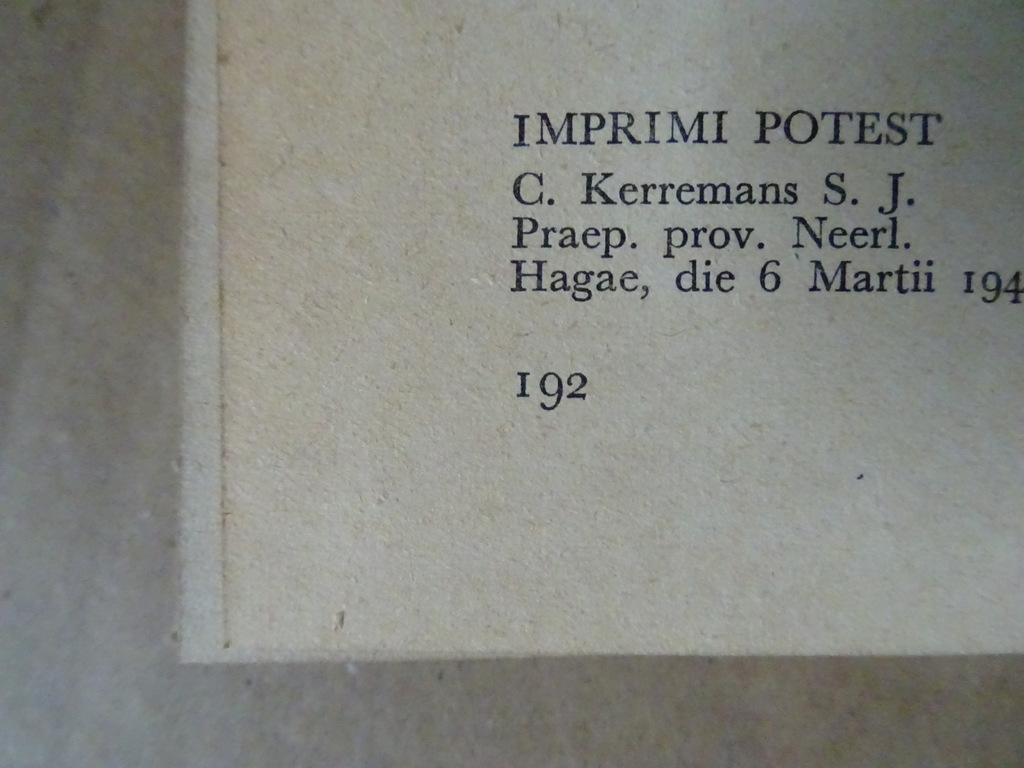 IMPRIMI POTEST
C. Kerremans S. J.
Praep. prov. Neerl.
Hagae, die 6 Martii 194
192